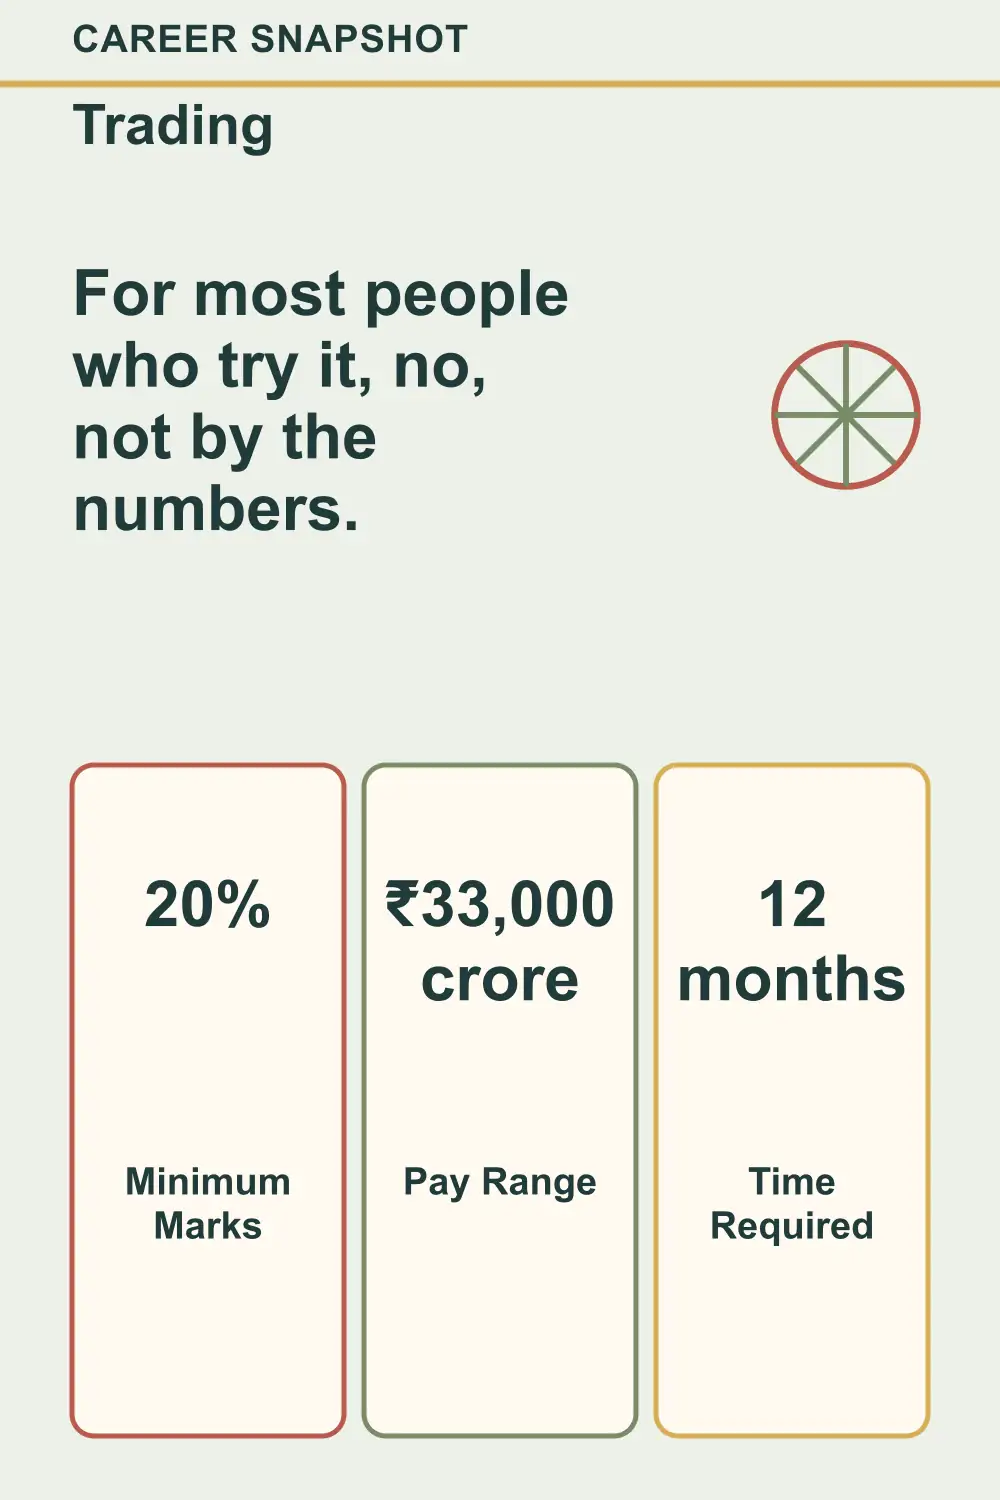 CAREER SNAPSHOT
Trading
For most people
who try it, no,
not by the
numbers.
20%
Minimum
Marks
₹33,000
crore
Pay Range
12
months
Time
Required